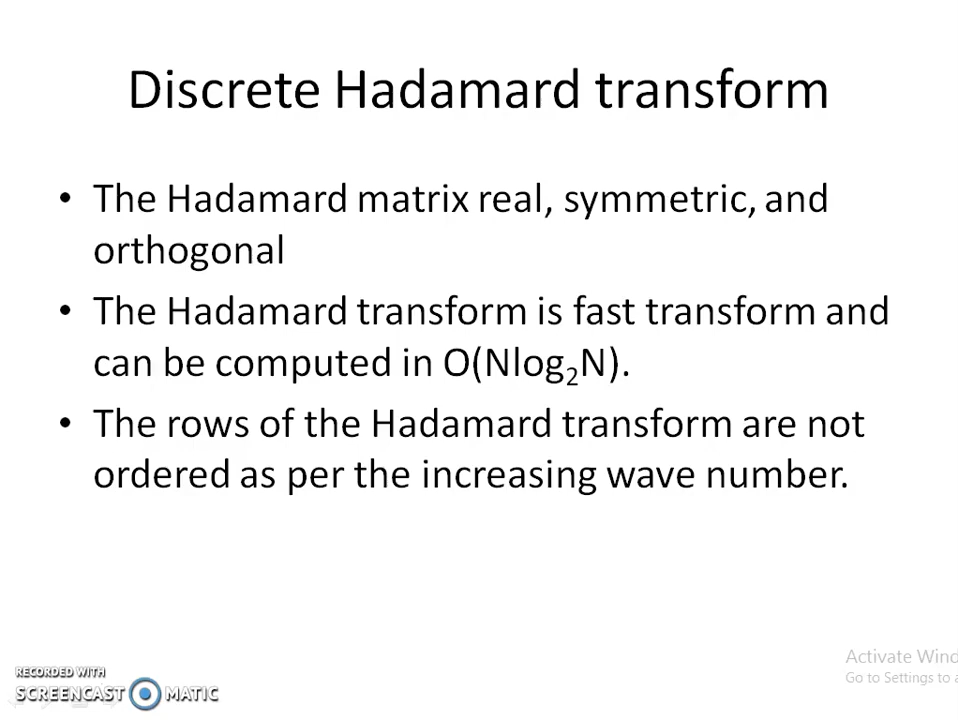 Discrete Hadamard transform
• The Hadamard matrix real, symmetric, and
orthogonal
• The Hadamard transform is fast transform and
can be computed in O(Nlog₂N).
• The rows of the Hadamard transform are not
ordered as per the increasing wave number.
Activate Wind
Go to Settings to a
RECORDED WITH
SCREENCAST MATIC